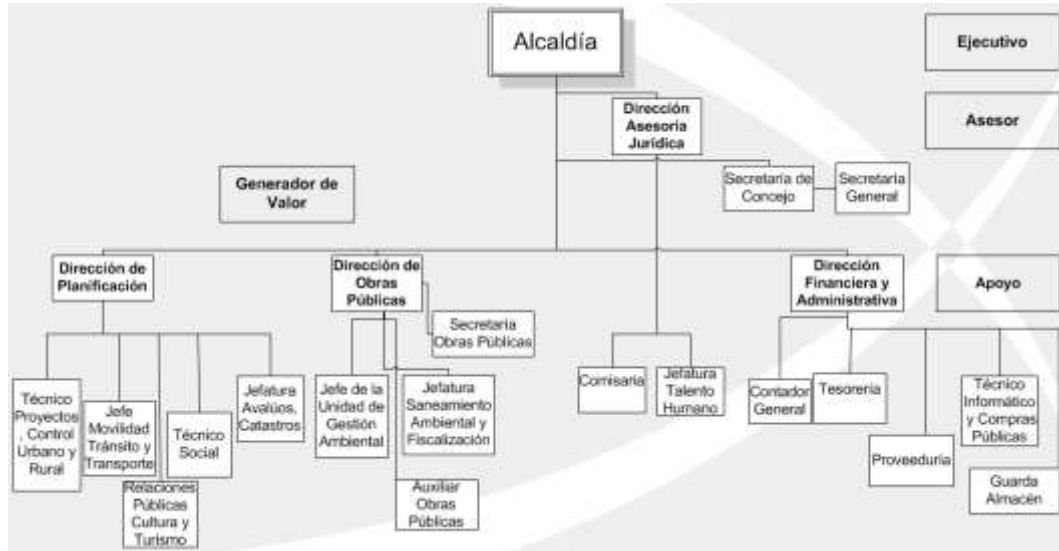 Alcaldía
Ejecutivo
Dirección
Asesoría
Jurídica
Asesor
Generador de
Valor
Secretaría de
Concejo
Secretaría
General
Dirección de
Planificación
Dirección de
Obras
Públicas
Dirección
Financiera y
Administrativa
Apoyo
Secretaría
Obras Públicas
Técnico
Proyectos
, Control
Urbano y
Rural
Jefe
Movilidad
Tránsito y
Transporte
Relaciones
Públicas
Cultura y
Turismo
Técnico
Social
Jefatura
Avalúos,
Catastros
Jefe de la
Unidad de
Gestión
Ambiental
Jefatura
Saneamiento
Ambiental y
Fiscalización
Auxiliar
Obras
Públicas
Comisaría
Jefatura
Talento
Humano
Contador
General
Tesorería
Proveeduría
Técnico
Informático
y Compras
Públicas
Guarda
Almacén